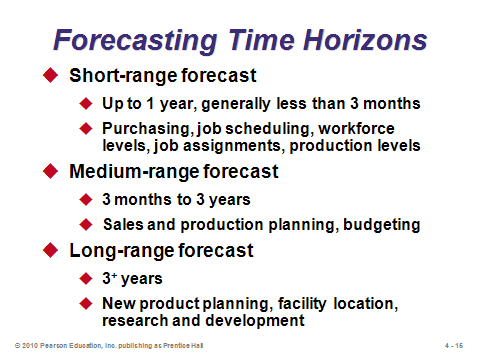 Forecasting Time Horizons
Short-range forecast
Up to 1 year, generally less than 3 months
Purchasing, job scheduling, workforce
levels, job assignments, production levels
Medium-range forecast
3 months to 3 years
Sales and production planning, budgeting
Long-range forecast
3+ years
New product planning, facility location,
research and development
© 2010 Pearson Education, Inc. publishing as Prentice Hall
4 - 15